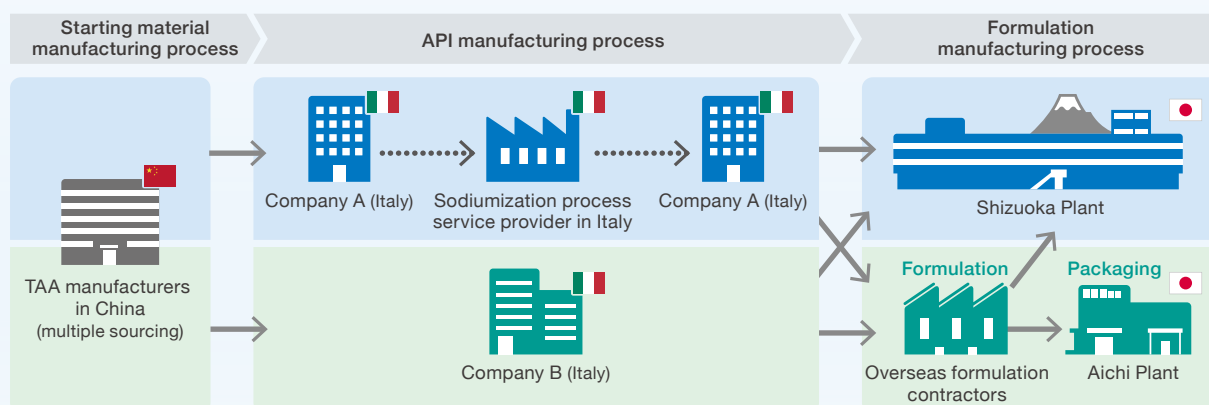 Starting material
manufacturing process
API manufacturing process
Formulation
manufacturing process
TAA manufacturers
in China
(multiple sourcing)
Company A (Italy)
Sodiumization process
service provider in Italy
Company A (Italy)
Shizuoka Plant
Company B (Italy)
Formulation
Overseas formulation
contractors
Packaging
Aichi Plant